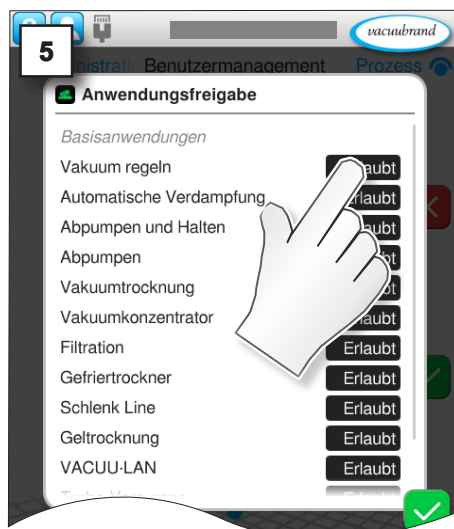 vacuubrand
5
Benutzermanagement Prozess
Anwendungsfreigabe
Basisanwendungen
Vakuum regeln
Automatische Verdampfung
Abpumpen und Halten
Abpumpen
Vakuumtrocknung
Vakuumkonzentrator
Filtration Erlaubt
Gefriertrockner Erlaubt
Schlenk Line Erlaubt
Geltrocknung Erlaubt
VACUU·LAN Erlaubt